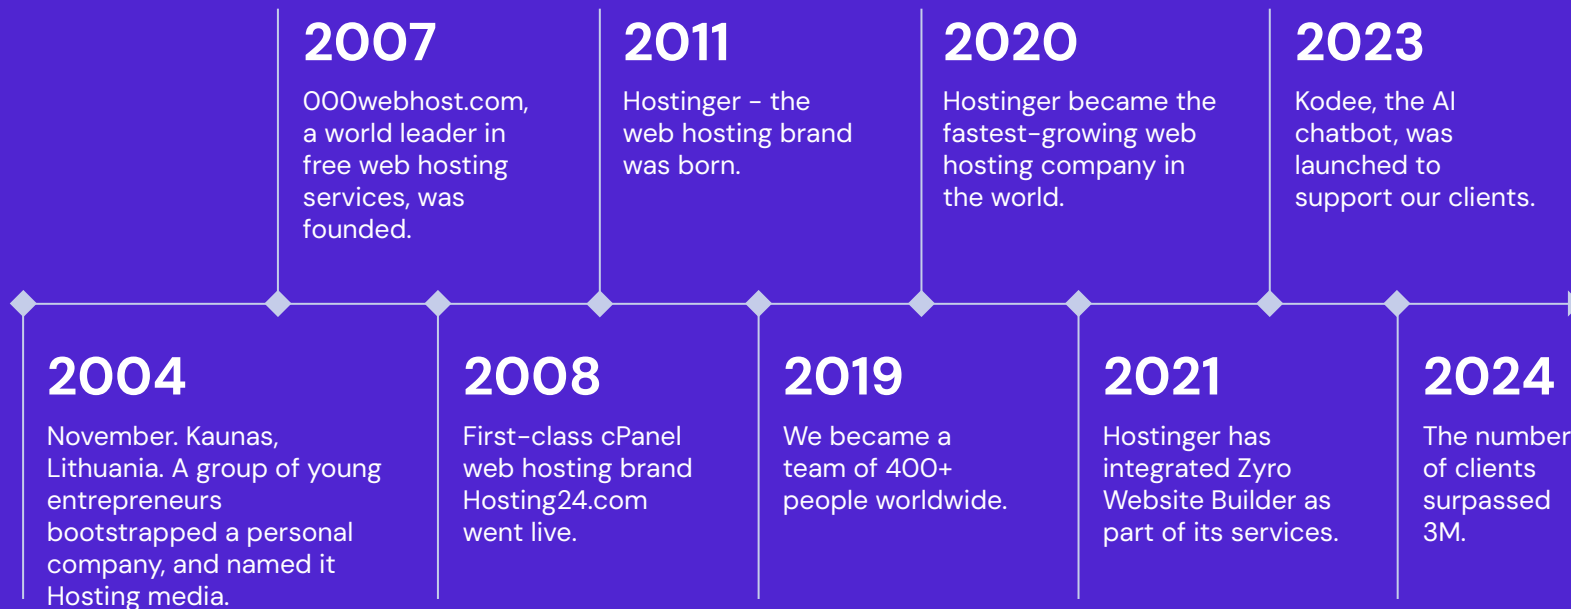 2007
000webhost.com,
a world leader in
free web hosting
services, was
founded.
2011
Hostinger - the
web hosting brand
was born.
2020
Hostinger became the
fastest-growing web
hosting company in
the world.
2023
Kodee, the AI
chatbot, was
launched to
support our clients.
2004
November. Kaunas,
Lithuania. A group of young
entrepreneurs
bootstrapped a personal
company, and named it
Hosting media.
2008
First-class cPanel
web hosting brand
Hosting24.com
went live.
2019
We became a
team of 400+
people worldwide.
2021
Hostinger has
integrated Zyro
Website Builder as
part of its services.
2024
The number
of clients
surpassed
3M.